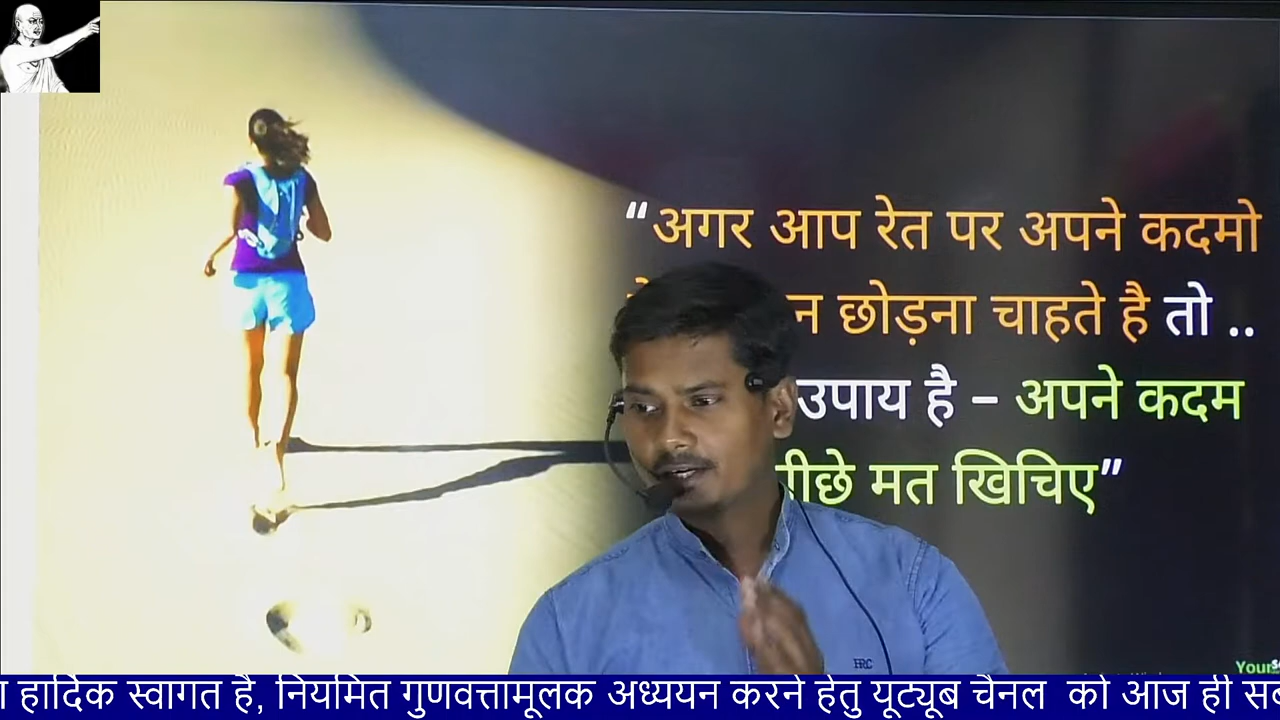 “अगर आप रेत पर अपने कदमो
छोड़ना चाहते है तो ..
उपाय है – अपने कदम
मत खिचिए”
HRC
हार्दिक स्वागत है, नियमित गुणवत्तामूलक अध्ययन करने हेतु यूट्यूब चैनल को आज ही